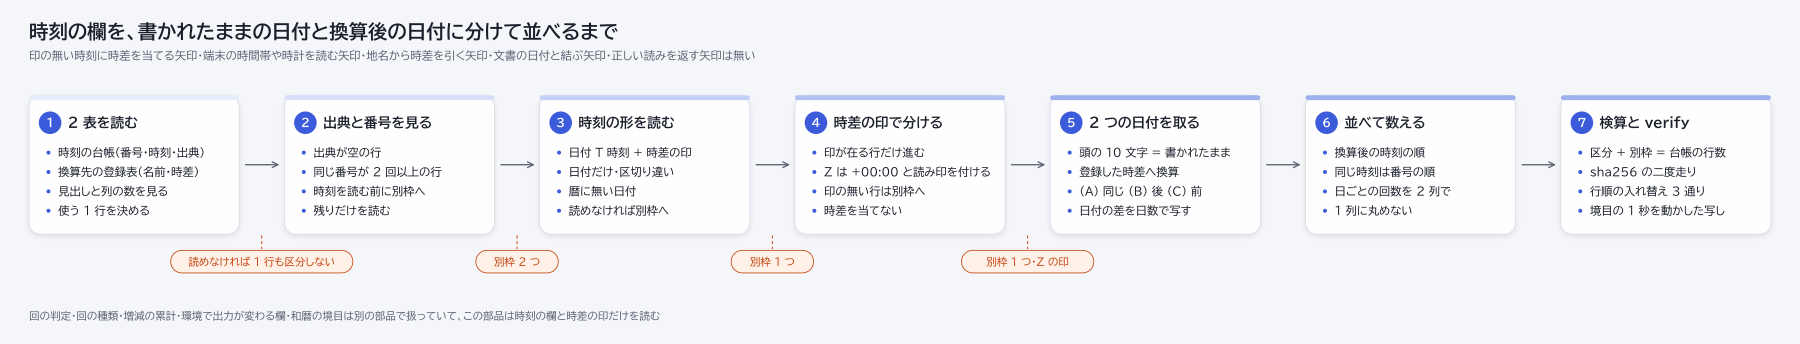 時刻の欄を、書かれたままの日付と換算後の日付に分けて並べるまで
印の無い時刻に時差を当てる矢印・端末の時間帯や時計を読む矢印・地名から時差を引く矢印・文書の日付と結ぶ矢印・正しい読みを返す矢印は無い
1 2 表を読む
• 時刻の台帳(番号・時刻・出典)
• 換算先の登録表(名前・時差)
• 見出しと列の数を見る
• 使う 1 行を決める
2 出典と番号を見る
• 出典が空の行
• 同じ番号が 2 回以上の行
• 時刻を読む前に別枠へ
• 残りだけを読む
3 時刻の形を読む
• 日付 T 時刻 + 時差の印
• 日付だけ・区切り違い
• 暦に無い日付
• 読めなければ別枠へ
4 時差の印で分ける
• 印が在る行だけ進む
• Z は +00:00 と読み印を付ける
• 印の無い行は別枠へ
• 時差を当てない
5 2 つの日付を取る
• 頭の 10 文字 = 書かれたまま
• 登録した時差へ換算
• (A) 同じ (B) 後 (C) 前
• 日付の差を日数で写す
6 並べて数える
• 換算後の時刻の順
• 同じ時刻は番号の順
• 日ごとの回数を 2 列で
• 1 列に丸めない
7 検算と verify
• 区分 + 別枠 = 台帳の行数
• sha256 の二度走り
• 行順の入れ替え 3 通り
• 境目の 1 秒を動かした写し
読めなければ 1 行も区分しない
別枠 2 つ
別枠 1 つ
別枠 1 つ・Z の印
回の判定・回の種類・増減の累計・環境で出力が変わる欄・和暦の境目は別の部品で扱っていて、この部品は時刻の欄と時差の印だけを読む